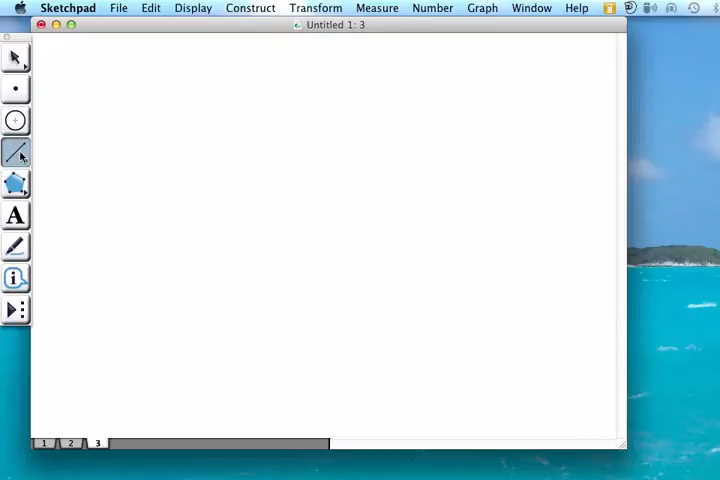 Sketchpad File Edit Display Construct Transform Measure Number Graph Window Help
Untitled 1: 3
A
i
1 2 3